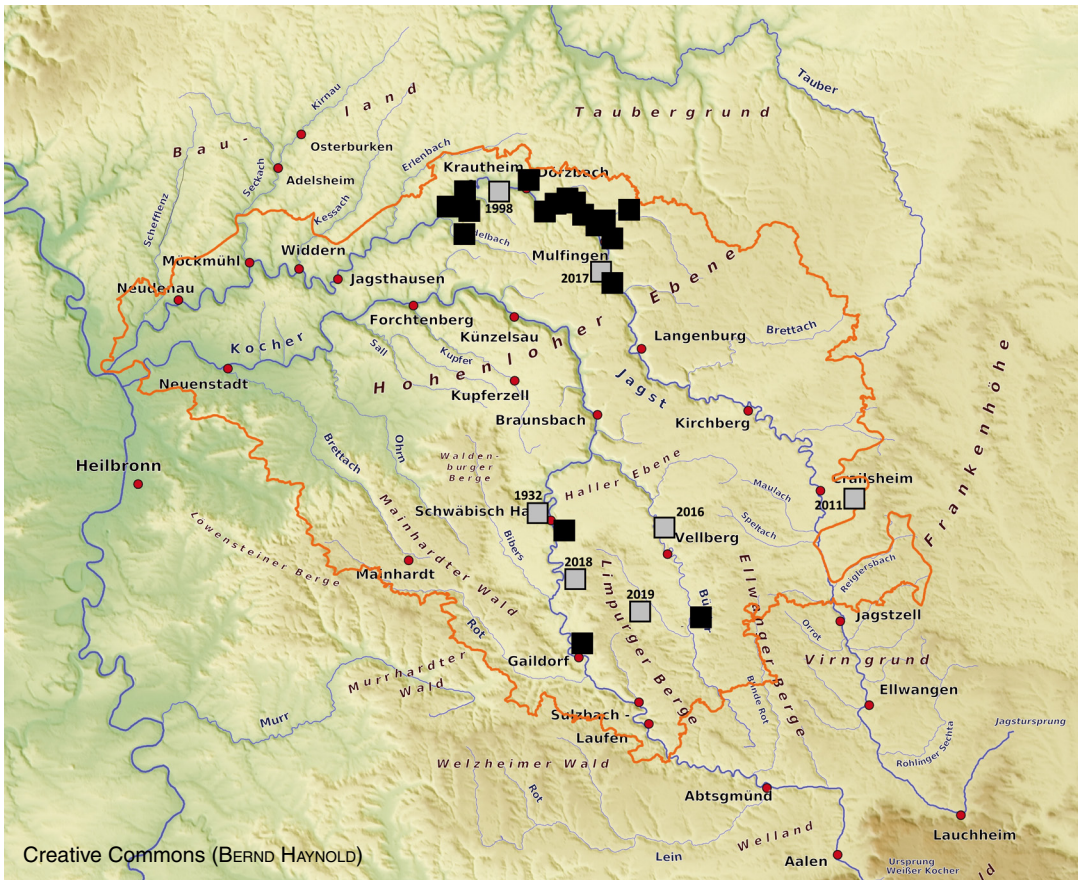 Tauber
Taubergrund
Bau-
land
Kirnau
Osterburken
Seckach
Adelsheim
Schefflenz
Kessach
Erlenbach
Krautheim
Dörzbach
1998
Möckmühl
Widdern
Jagsthausen
Neudenau
Mulfingen
2017
Hohenloher Ebene
Forchtenberg
Künzelsau
Kocher
Sall
Kupfer
Kupferzell
Neuenstadt
Langenburg
Brettach
Jagst
Braunsbach
Kirchberg
Frankenhöhe
Heilbronn
Brettach
Ohrn
Walden-
burger
Berge
Haller Ebene
Maulach
Speltach
Crailsheim
2011
1932
Schwäbisch Ha
2016
Vellberg
Bibers
Löwensteiner Berge
Mainhardt
Mainhardter Wald
Rot
2018
2019
Limpurger Berge
Ellwanger Berge
Reiglersbach
Jagstzell
Orrot
Virngrund
Ellwangen
Gaildorf
Murrhardter
Wald
Murr
Sulzbach -
Laufen
Blinde Rot
Röhlinger Sechta
Jagstursprung
Welzheimer Wald
Rot
Abtsgmünd
Lauchheim
Welland
Lein
Aalen
Ursprung
Weißer Kocher
Creative Commons (BERND HAYNOLD)